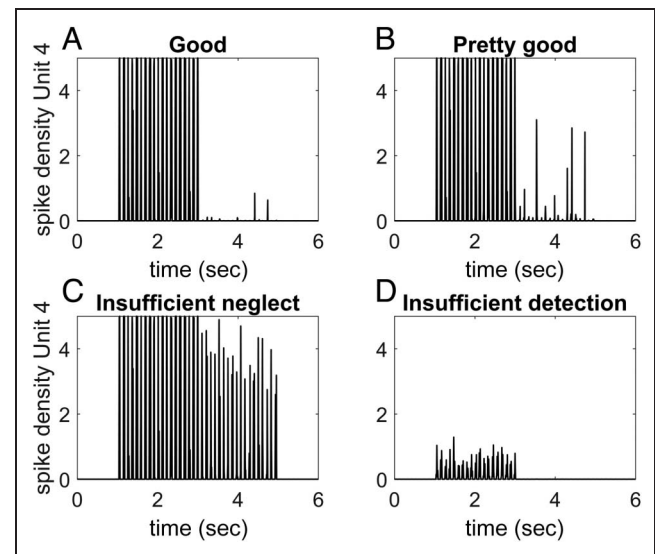 A
Good
spike density Unit 4
4
2
0
0 2 4 6
time (sec)
B
Pretty good
4
2
0
0 2 4 6
time (sec)
C
Insufficient neglect
spike density Unit 4
4
2
0
0 2 4 6
time (sec)
D
Insufficient detection
4
2
0
0 2 4 6
time (sec)